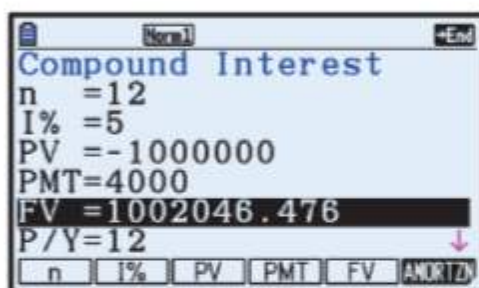 Norm1 →End
Compound Interest
n =12
I% =5
PV =-1000000
PMT=4000
FV =1002046.476
P/Y=12 ↓
n I% PV PMT FV AMORTZN